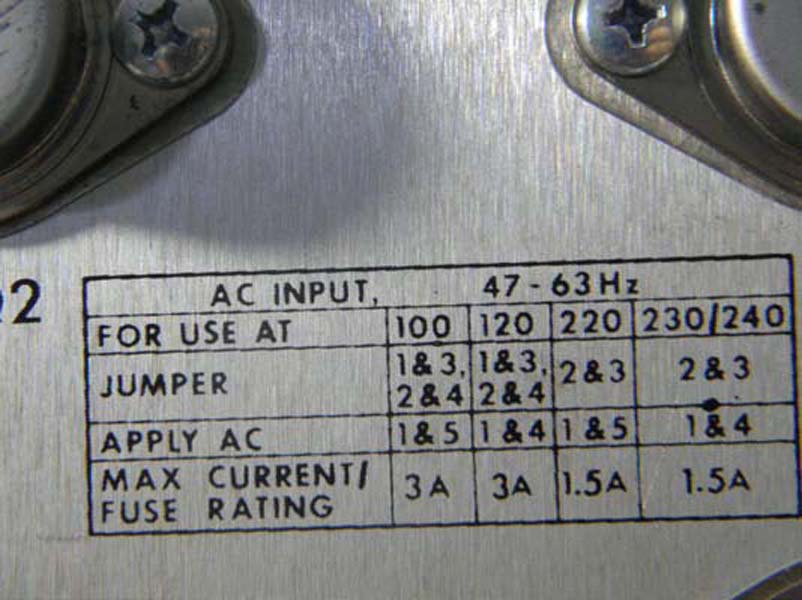 2
AC INPUT, 47-63Hz
FOR USE AT 100 120 220 230/240
JUMPER 1&3, 2&4 1&3, 2&4 2&3 2&3
APPLY AC 1&5 1&4 1&5 1&4
MAX CURRENT/ FUSE RATING 3A 3A 1.5A 1.5A